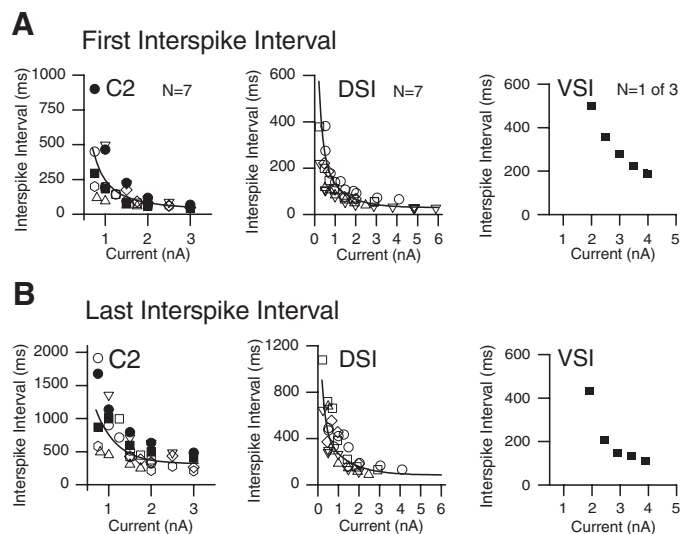 A
First Interspike Interval
Interspike Interval (ms)
1000
750
500
250
0
C2
N=7
1 2 3
Current (nA)
Interspike Interval (ms)
600
400
200
0
DSI
N=7
0 1 2 3 4 5 6
Current (nA)
Interspike Interval (ms)
600
400
200
0
VSI
N=1 of 3
1 2 3 4 5
Current (nA)
B
Last Interspike Interval
Interspike Interval (ms)
2000
1500
1000
500
0
C2
1 2 3
Current (nA)
Interspike Interval (ms)
1200
800
400
0
DSI
0 1 2 3 4 5 6
Current (nA)
Interspike Interval (ms)
600
400
200
0
VSI
1 2 3 4 5
Current (nA)